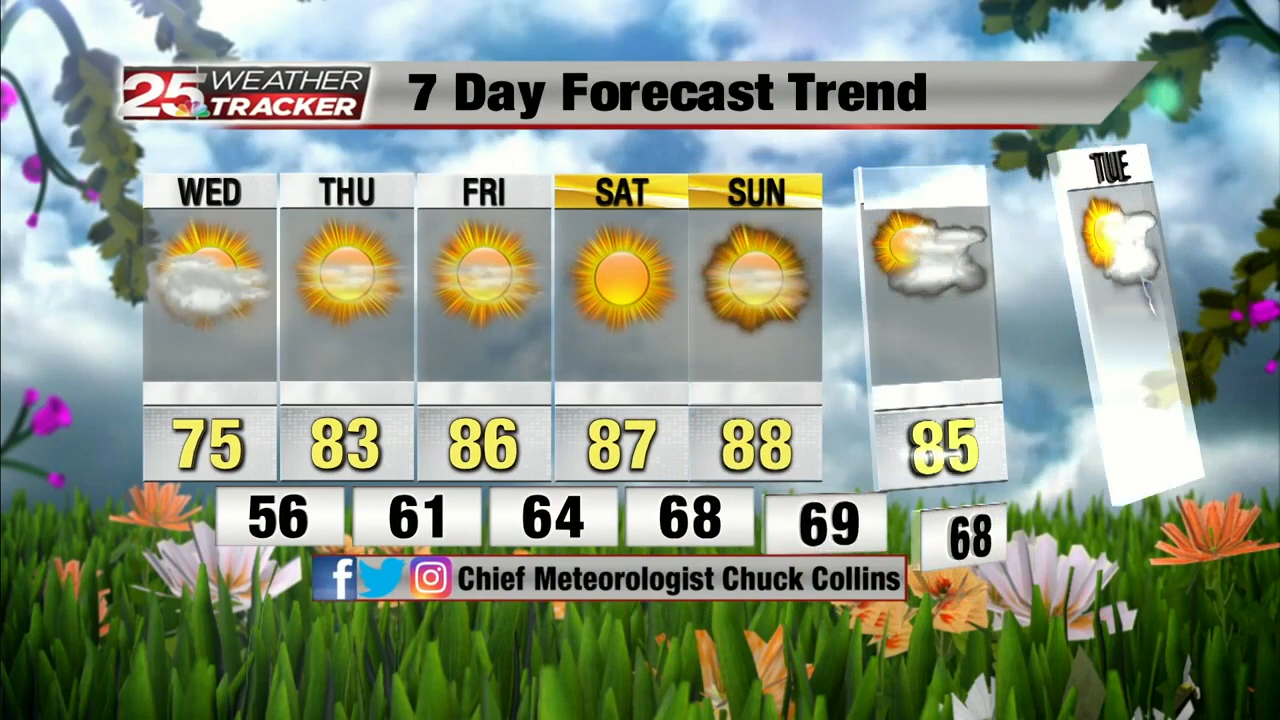 25 WEATHER
TRACKER
7 Day Forecast Trend
WED THU FRI SAT SUN TUE
75 83 86 87 88 85
56 61 64 68 69 68
f Chief Meteorologist Chuck Collins